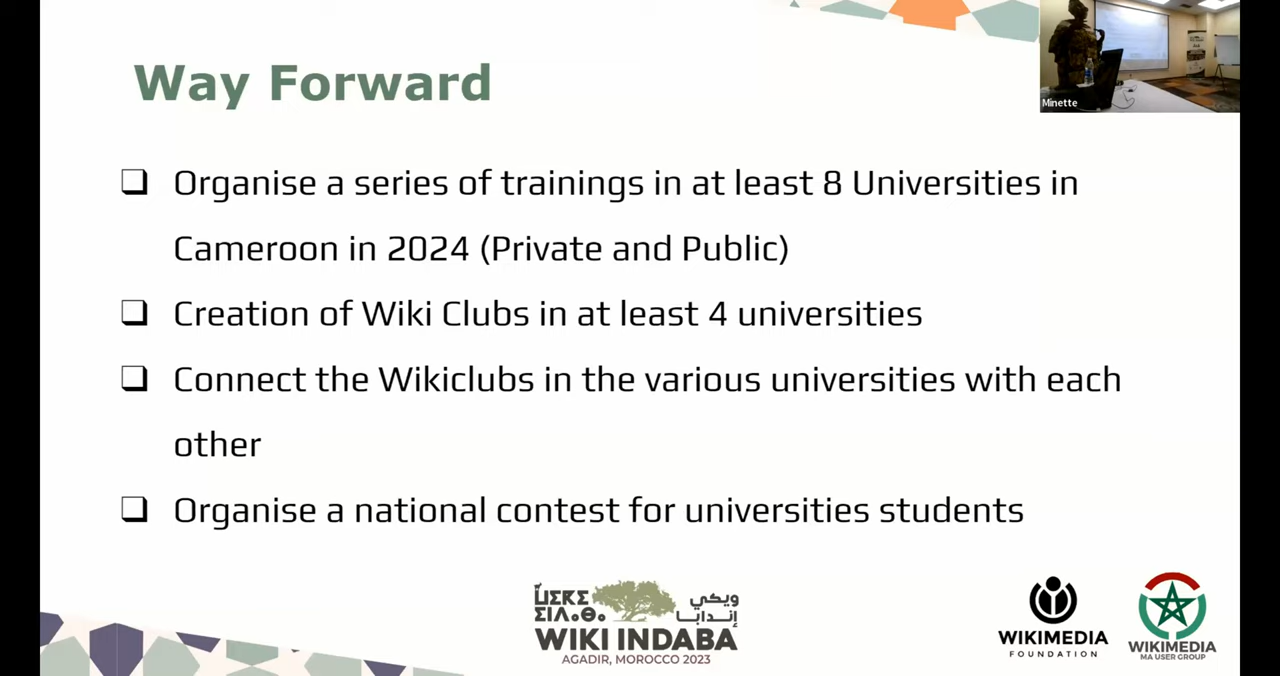 Way Forward
Minette
❑ Organise a series of trainings in at least 8 Universities in
Cameroon in 2024 (Private and Public)
❑ Creation of Wiki Clubs in at least 4 universities
❑ Connect the Wikiclubs in the various universities with each
other
❑ Organise a national contest for universities students
ⵡⵉⴽⵉ ويكي
ⵉⵏⴷⴰⴱⴰ إندابا
WIKI INDABA
AGADIR, MOROCCO 2023
WIKIMEDIA
FOUNDATION
WIKIMEDIA
MA USER GROUP